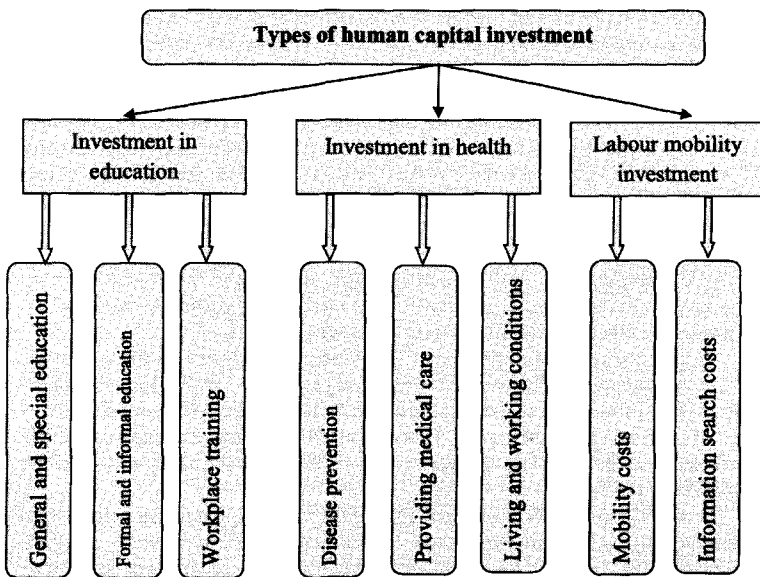 Types of human capital investment
Investment in
education
Investment in health
Labour mobility
investment
General and special education
Formal and informal education
Workplace training
Disease prevention
Providing medical care
Living and working conditions
Mobility costs
Information search costs